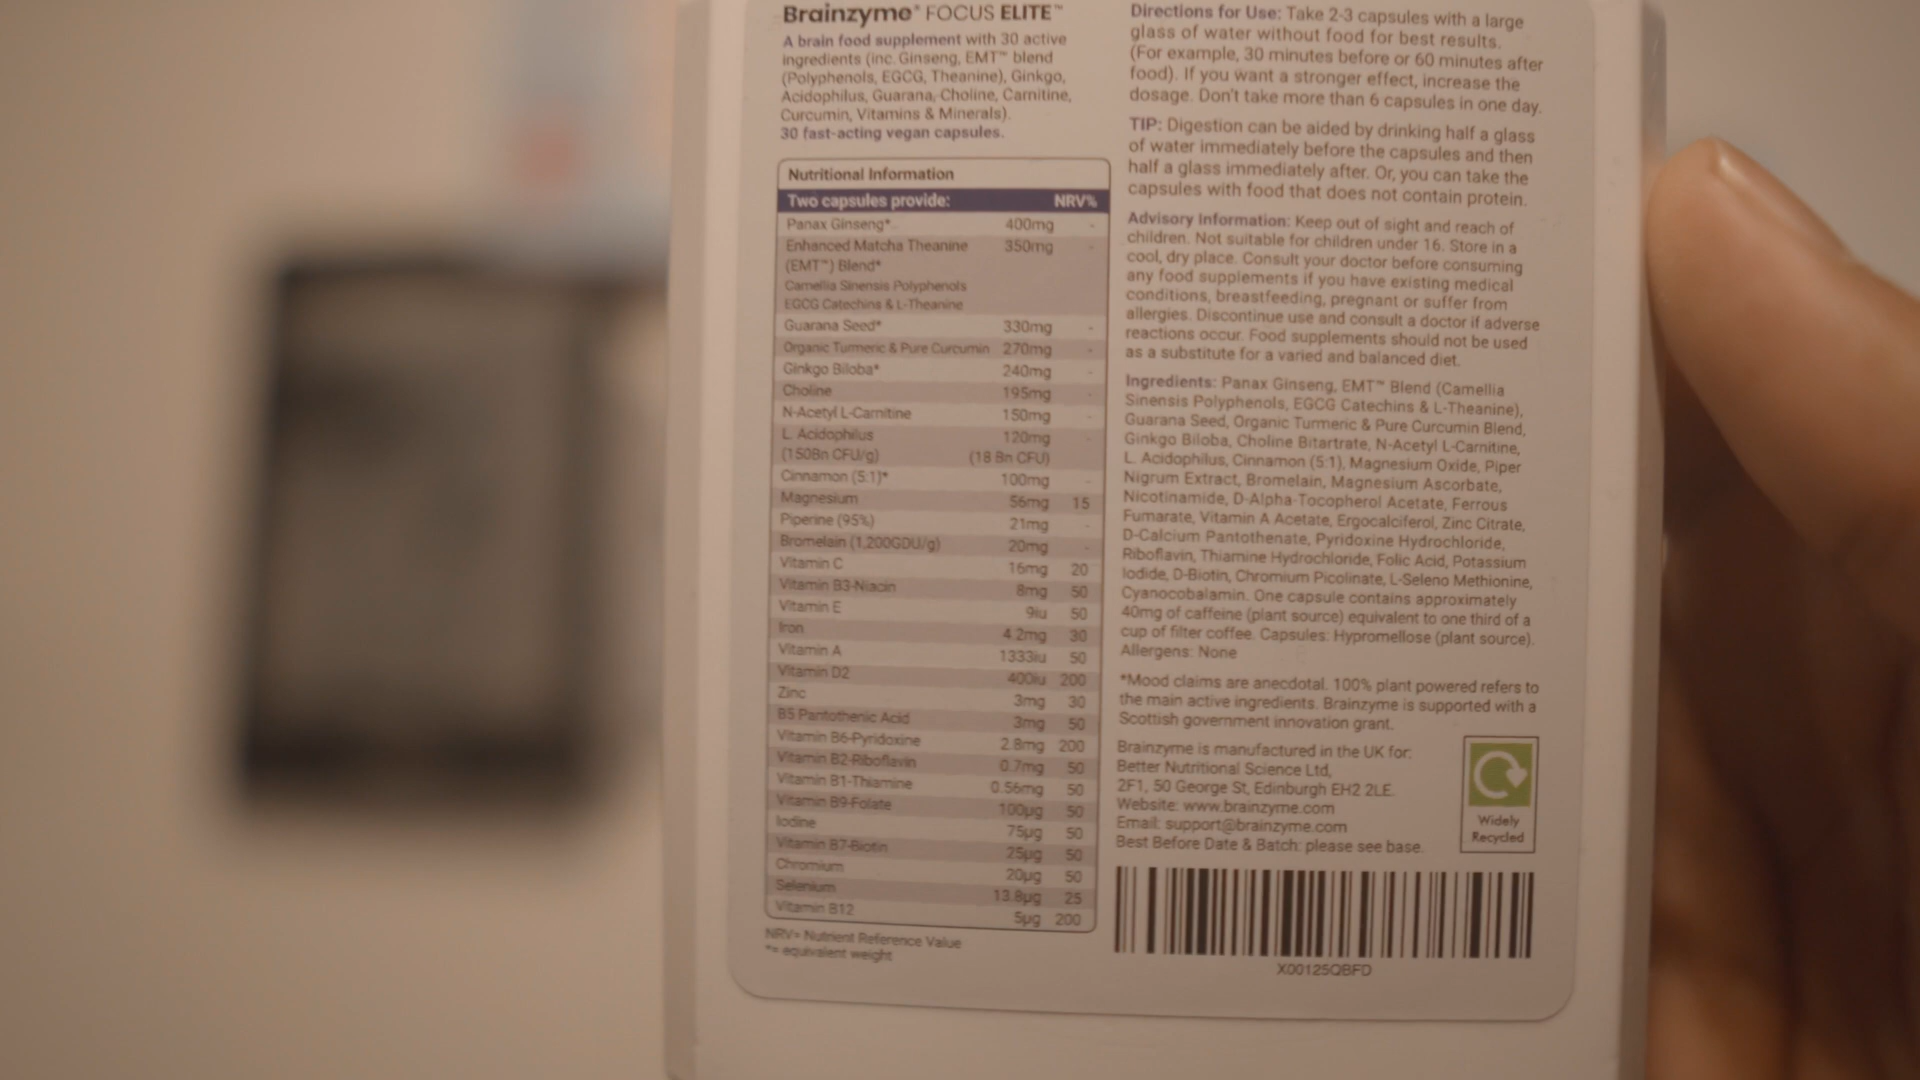 Brainzyme® FOCUS ELITE™
A brain food supplement with 30 active
ingredients (inc. Ginseng, EMT™ blend
(Polyphenols, EGCG, Theanine), Ginkgo,
Acidophilus, Guarana, Choline, Carnitine,
Curcumin, Vitamins & Minerals).
30 fast-acting vegan capsules.
Nutritional Information
Two capsules provide: NRV%
Panax Ginseng* 400mg -
Enhanced Matcha Theanine 350mg -
(EMT™) Blend*
Camellia Sinensis Polyphenols
EGCG Catechins & L-Theanine
Guarana Seed* 330mg -
Organic Turmeric & Pure Curcumin 270mg -
Ginkgo Biloba* 240mg -
Choline 195mg -
N-Acetyl L-Carnitine 150mg -
L. Acidophilus 120mg -
(150Bn CFU/g) (18 Bn CFU)
Cinnamon (5:1)* 100mg -
Magnesium 56mg 15
Piperine (95%) 21mg -
Bromelain (1,200GDU/g) 20mg -
Vitamin C 16mg 20
Vitamin B3-Niacin 8mg 50
Vitamin E 9iu 50
Iron 4.2mg 30
Vitamin A 1333iu 50
Vitamin D2 400iu 200
Zinc 3mg 30
B5 Pantothenic Acid 3mg 50
Vitamin B6-Pyridoxine 2.8mg 200
Vitamin B2-Riboflavin 0.7mg 50
Vitamin B1-Thiamine 0.56mg 50
Vitamin B9-Folate 100µg 50
Iodine 75µg 50
Vitamin B7-Biotin 25µg 50
Chromium 20µg 50
Selenium 13.8µg 25
Vitamin B12 5µg 200
NRV= Nutrient Reference Value
*= equivalent weight
Directions for Use: Take 2-3 capsules with a large
glass of water without food for best results.
(For example, 30 minutes before or 60 minutes after
food). If you want a stronger effect, increase the
dosage. Don't take more than 6 capsules in one day.
TIP: Digestion can be aided by drinking half a glass
of water immediately before the capsules and then
half a glass immediately after. Or, you can take the
capsules with food that does not contain protein.
Advisory Information: Keep out of sight and reach of
children. Not suitable for children under 16. Store in a
cool, dry place. Consult your doctor before consuming
any food supplements if you have existing medical
conditions, breastfeeding, pregnant or suffer from
allergies. Discontinue use and consult a doctor if adverse
reactions occur. Food supplements should not be used
as a substitute for a varied and balanced diet.
Ingredients: Panax Ginseng, EMT™ Blend (Camellia
Sinensis Polyphenols, EGCG Catechins & L-Theanine),
Guarana Seed, Organic Turmeric & Pure Curcumin Blend,
Ginkgo Biloba, Choline Bitartrate, N-Acetyl L-Carnitine,
L. Acidophilus, Cinnamon (5:1), Magnesium Oxide, Piper
Nigrum Extract, Bromelain, Magnesium Ascorbate,
Nicotinamide, D-Alpha-Tocopherol Acetate, Ferrous
Fumarate, Vitamin A Acetate, Ergocalciferol, Zinc Citrate,
D-Calcium Pantothenate, Pyridoxine Hydrochloride,
Riboflavin, Thiamine Hydrochloride, Folic Acid, Potassium
Iodide, D-Biotin, Chromium Picolinate, L-Seleno Methionine,
Cyanocobalamin. One capsule contains approximately
40mg of caffeine (plant source) equivalent to one third of a
cup of filter coffee. Capsules: Hypromellose (plant source).
Allergens: None
*Mood claims are anecdotal. 100% plant powered refers to
the main active ingredients. Brainzyme is supported with a
Scottish government innovation grant.
Brainzyme is manufactured in the UK for:
Better Nutritional Science Ltd,
2F1, 50 George St, Edinburgh EH2 2LE.
Website: www.brainzyme.com
Email: support@brainzyme.com
Best Before Date & Batch: please see base.
Widely
Recycled
X00125QBFD